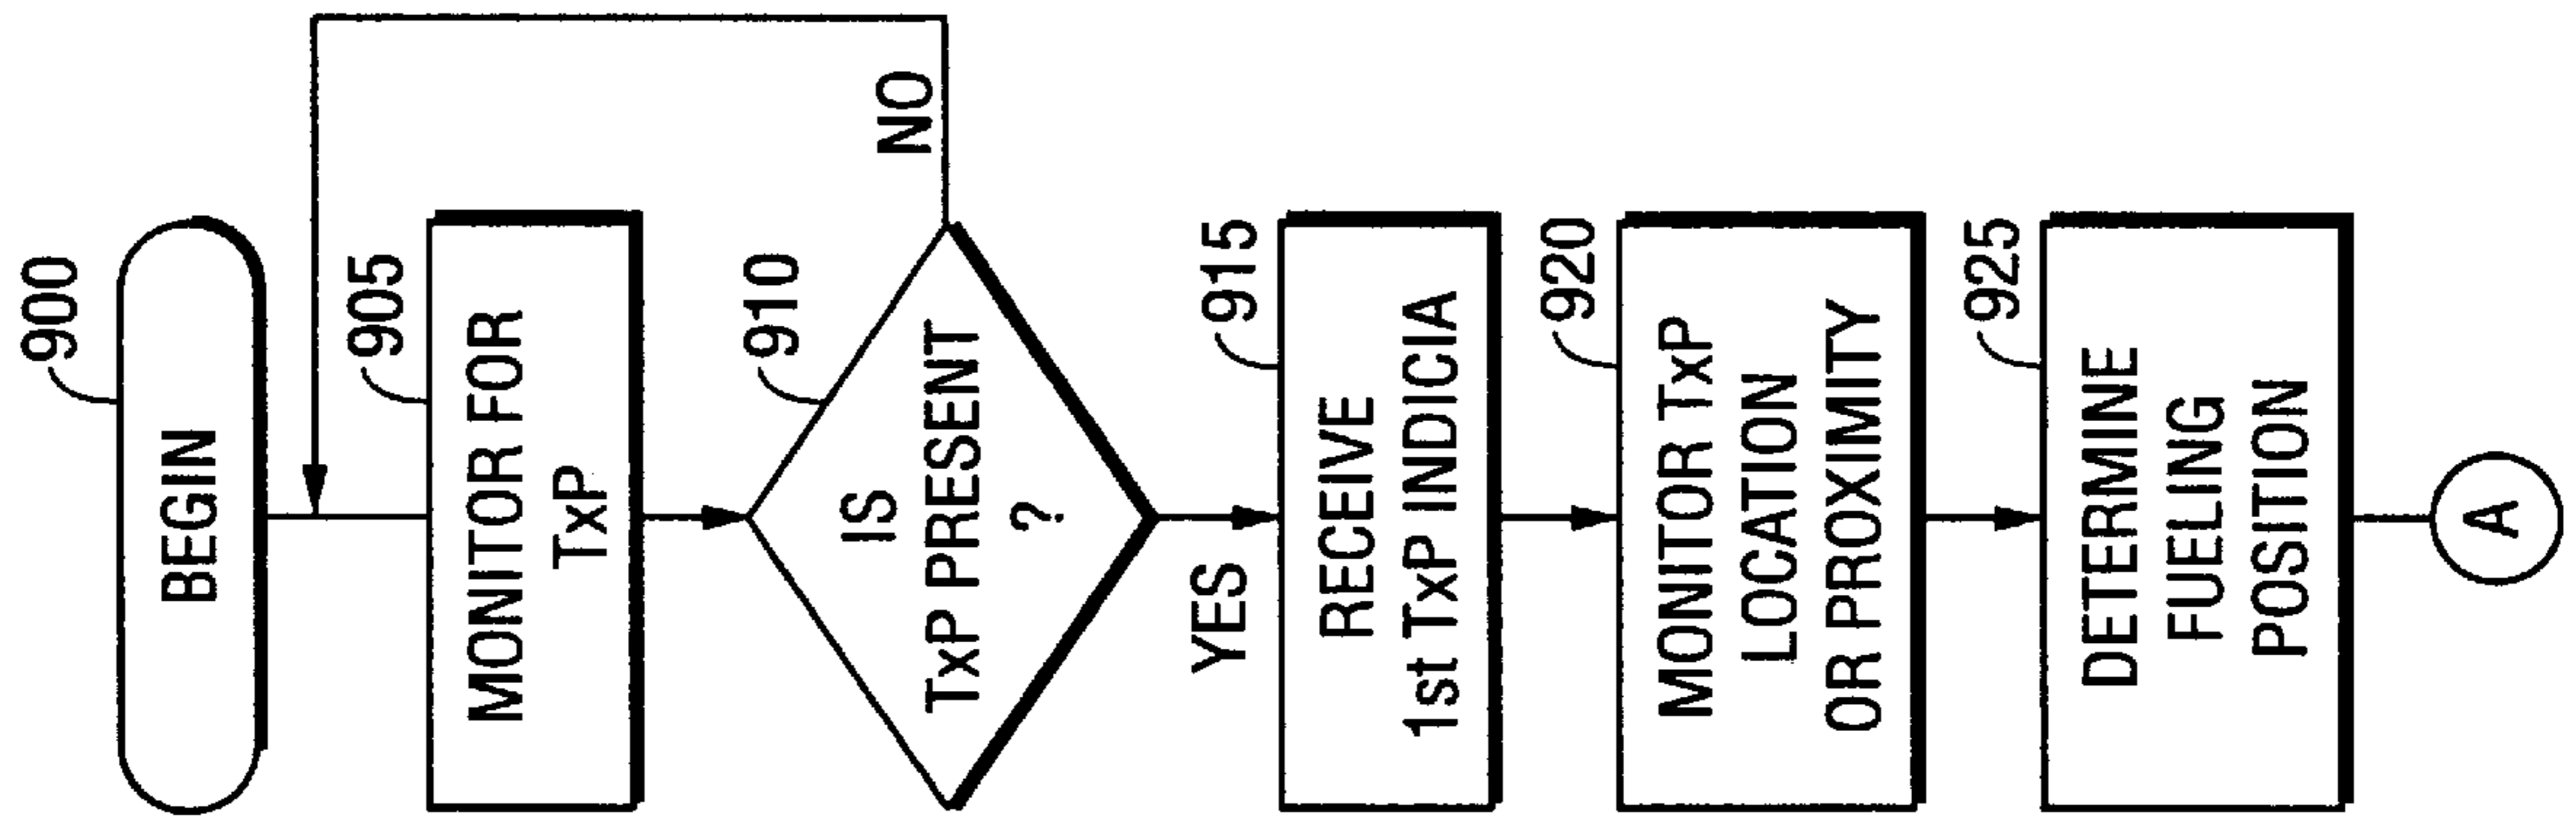 900
BEGIN
905
MONITOR FOR
TxP
910
IS
TxP PRESENT
?
NO
YES
915
RECEIVE
1st TxP INDICIA
920
MONITOR TxP
LOCATION
OR PROXIMITY
925
DETERMINE
FUELING
POSITION
A